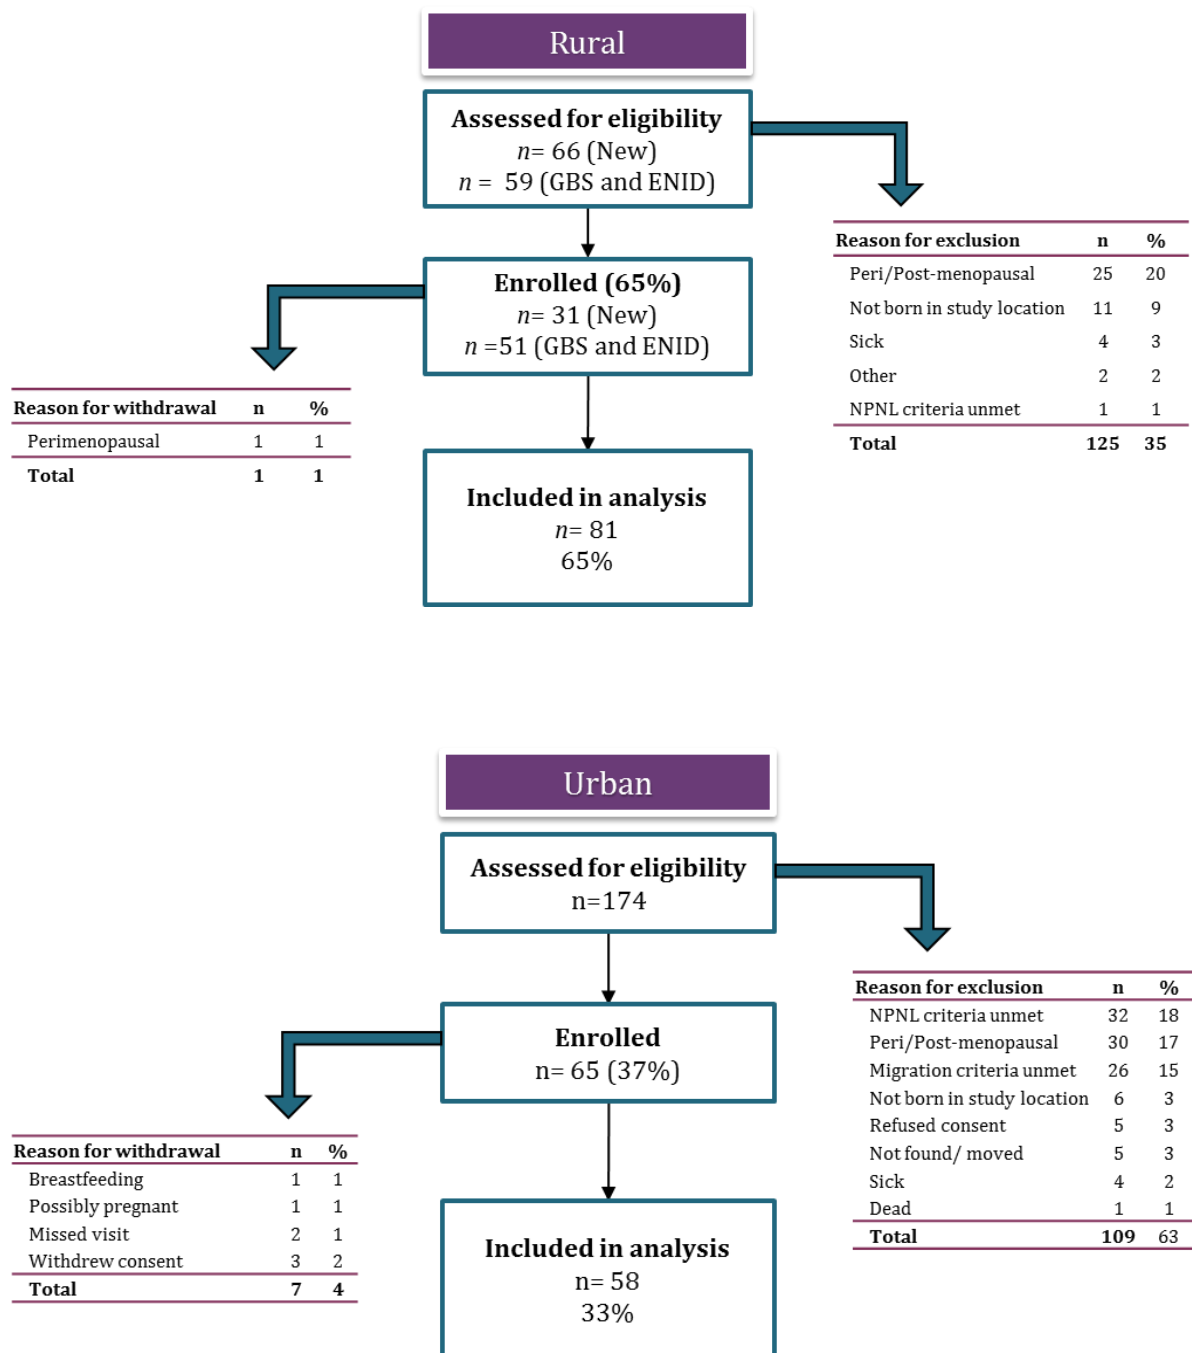 Rural
Assessed for eligibility
n= 66 (New)
n = 59 (GBS and ENID)
Reason for exclusion n %
Peri/Post-menopausal 25 20
Not born in study location 11 9
Sick 4 3
Other 2 2
NPNL criteria unmet 1 1
Total 125 35
Enrolled (65%)
n= 31 (New)
n =51 (GBS and ENID)
Reason for withdrawal n %
Perimenopausal 1 1
Total 1 1
Included in analysis
n= 81
65%
Urban
Assessed for eligibility
n=174
Reason for exclusion n %
NPNL criteria unmet 32 18
Peri/Post-menopausal 30 17
Migration criteria unmet 26 15
Not born in study location 6 3
Refused consent 5 3
Not found/ moved 5 3
Sick 4 2
Dead 1 1
Total 109 63
Enrolled
n= 65 (37%)
Reason for withdrawal n %
Breastfeeding 1 1
Possibly pregnant 1 1
Missed visit 2 1
Withdrew consent 3 2
Total 7 4
Included in analysis
n= 58
33%